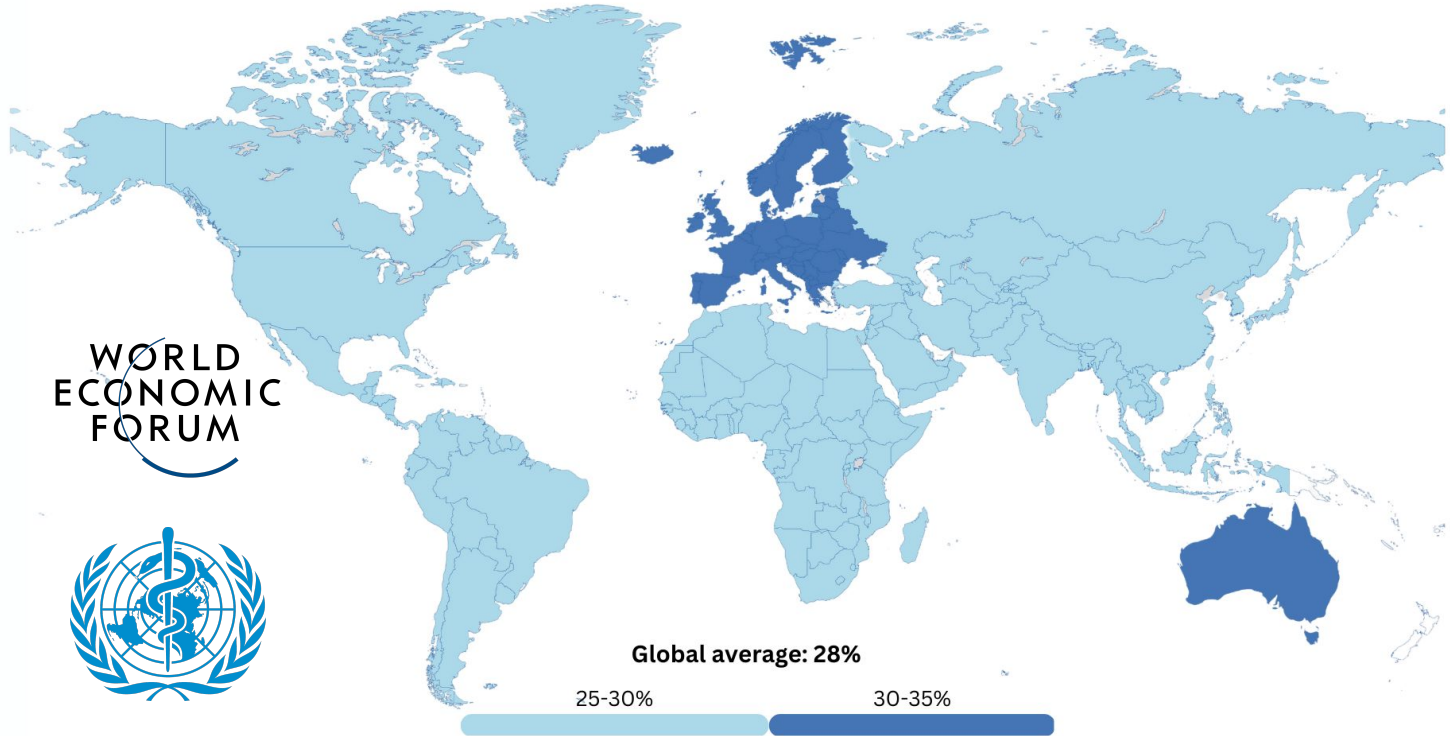 WORLD
ECONOMIC
FORUM
Global average: 28%
25-30%
30-35%